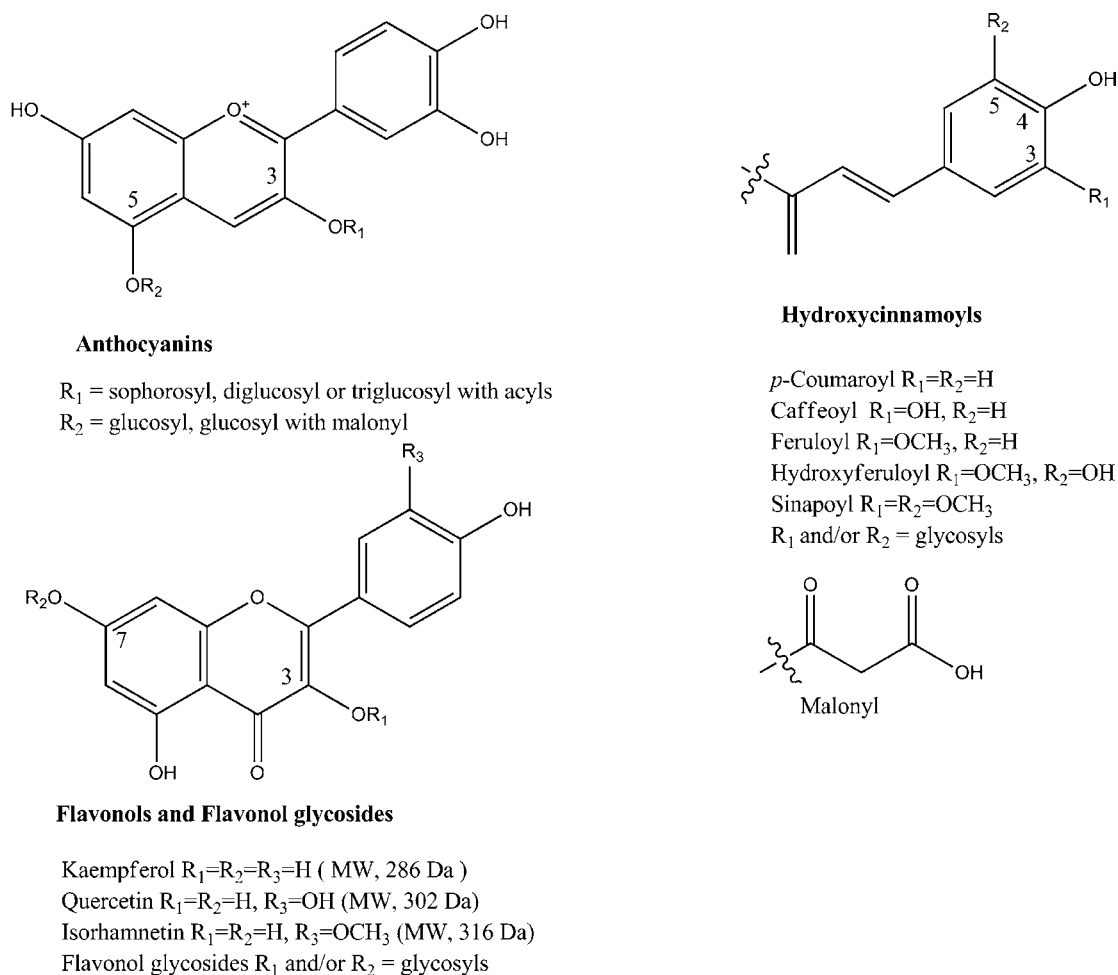 OH
HO
O⁺
OH
3
5
OR₁
OR₂
Anthocyanins
R₁ = sophorosyl, diglucosyl or triglucosyl with acyls
R₂ = glucosyl, glucosyl with malonyl
R₃
OH
R₂O
O
7
3
OR₁
OH
O
Flavonols and Flavonol glycosides
Kaempferol R₁=R₂=R₃=H ( MW, 286 Da )
Quercetin R₁=R₂=H, R₃=OH (MW, 302 Da)
Isorhamnetin R₁=R₂=H, R₃=OCH₃ (MW, 316 Da)
Flavonol glycosides R₁ and/or R₂ = glycosyls
R₂
OH
5
4
3
R₁
Hydroxycinnamoyls
p-Coumaroyl R₁=R₂=H
Caffeoyl R₁=OH, R₂=H
Feruloyl R₁=OCH₃, R₂=H
Hydroxyferuloyl R₁=OCH₃, R₂=OH
Sinapoyl R₁=R₂=OCH₃
R₁ and/or R₂ = glycosyls
O
O
OH
Malonyl